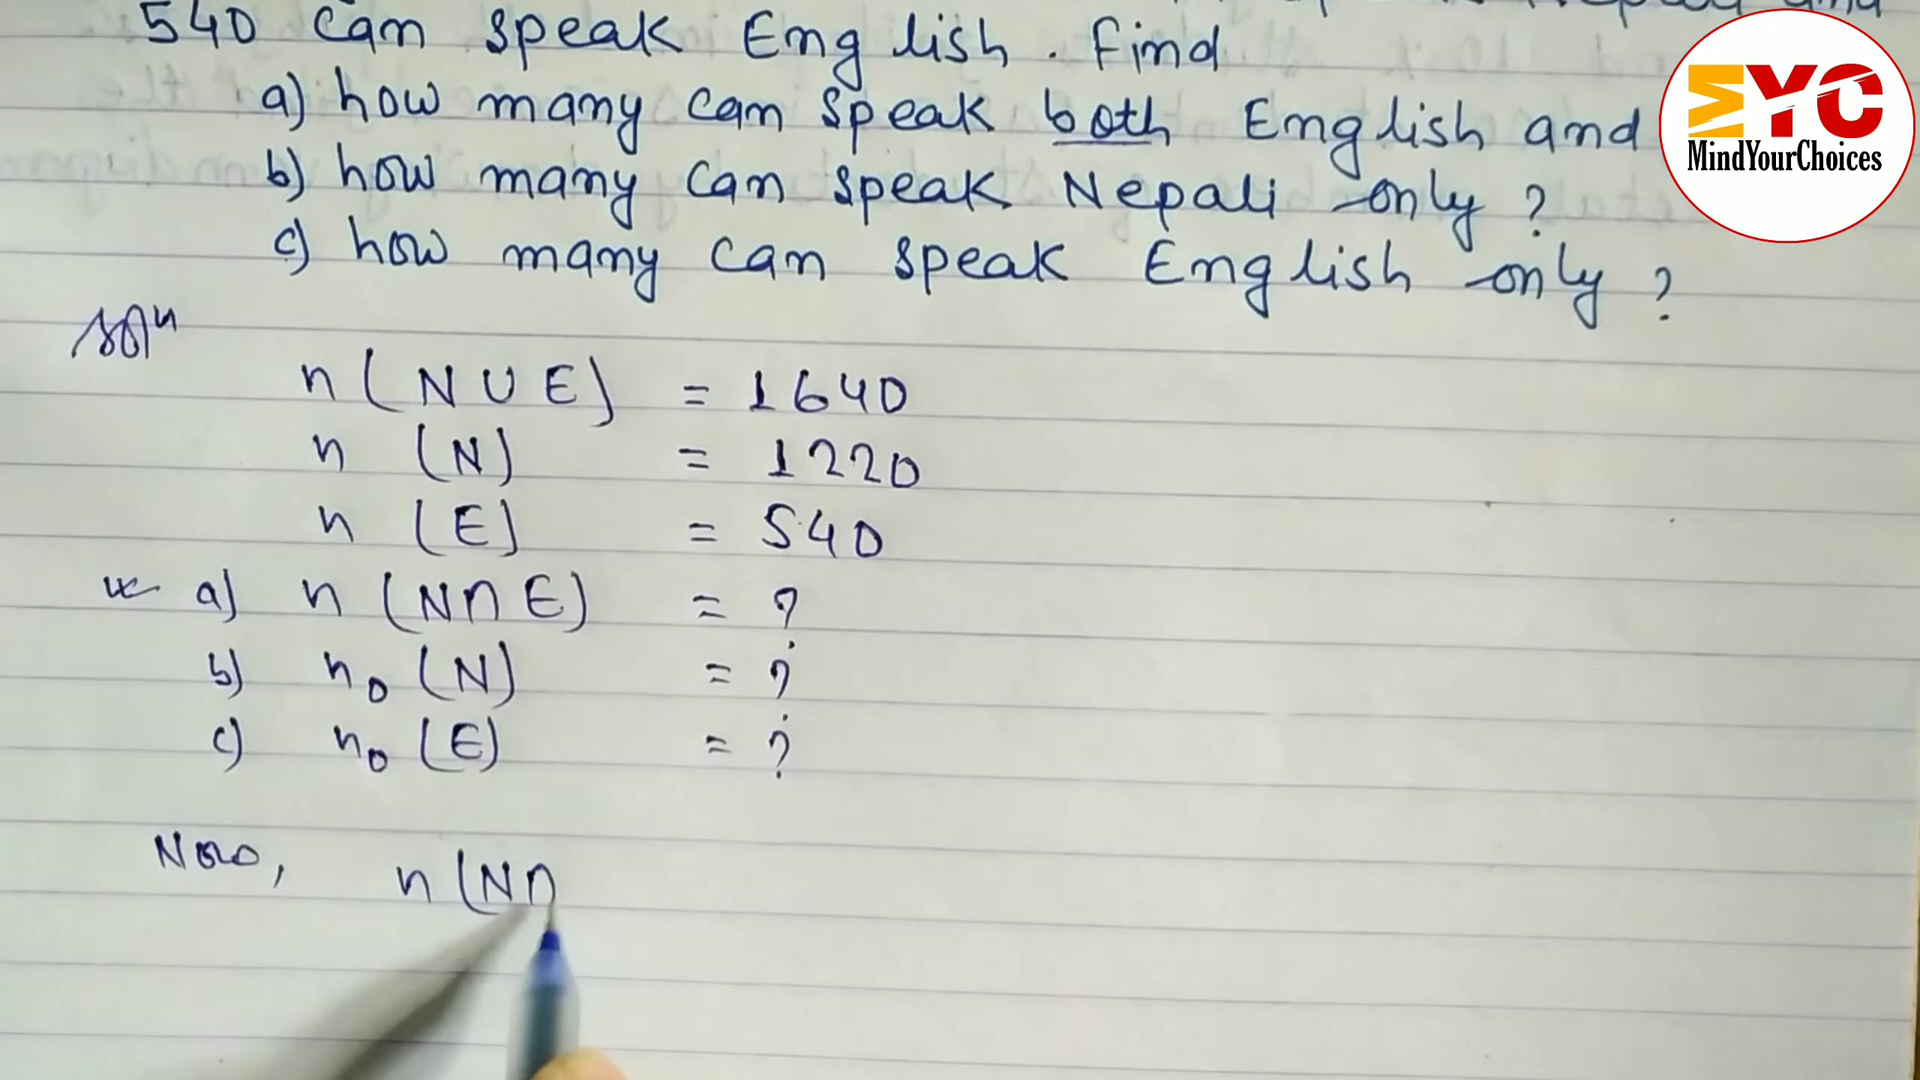 540 can speak English. Find
a) how many can speak both English and
b) how many can speak Nepali only?
c) how many can speak English only?
MYC
MindYourChoices
solⁿ
n(N∪E) = 1640
n (N) = 1220
n (E) = 540
a) n (N∩E) = ?
b) n₀ (N) = ?
c) n₀ (E) = ?
Now, n (N∩